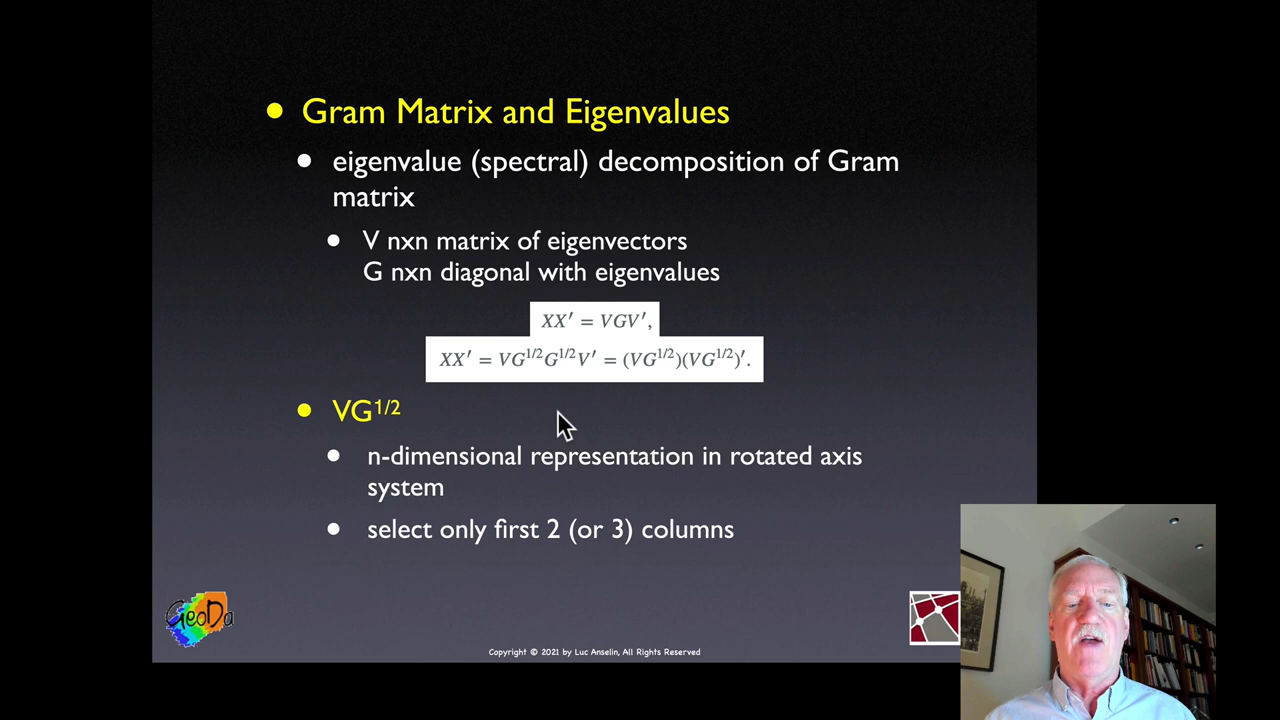 • Gram Matrix and Eigenvalues
• eigenvalue (spectral) decomposition of Gram
matrix
• V nxn matrix of eigenvectors
G nxn diagonal with eigenvalues
XX′ = VGV′,
XX′ = VG^{1/2}G^{1/2}V′ = (VG^{1/2})(VG^{1/2})′.
• VG^{1/2}
• n-dimensional representation in rotated axis
system
• select only first 2 (or 3) columns
GeoDa
Copyright © 2021 by Luc Anselin, All Rights Reserved